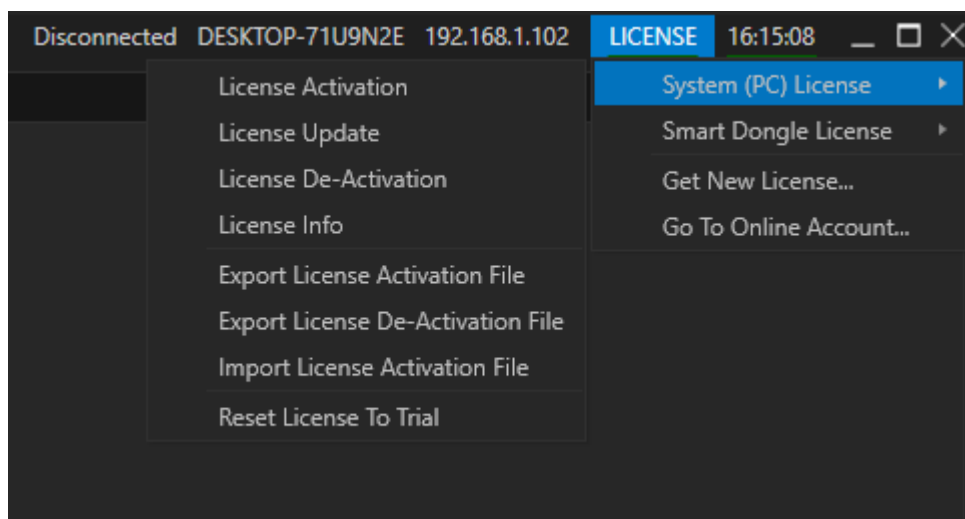 Disconnected DESKTOP-71U9N2E 192.168.1.102 LICENSE 16:15:08
System (PC) License
Smart Dongle License
Get New License...
Go To Online Account...
License Activation
License Update
License De-Activation
License Info
Export License Activation File
Export License De-Activation File
Import License Activation File
Reset License To Trial